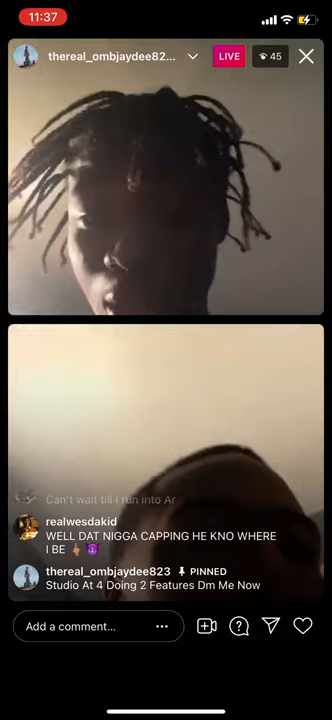 11:37
thereal_ombjaydee82...
LIVE
45
Can't wait till I run into Ar
realwesdakid
WELL DAT NIGGA CAPPING HE KNO WHERE
I BE 🖕🏽 😈
thereal_ombjaydee823 PINNED
Studio At 4 Doing 2 Features Dm Me Now
Add a comment...